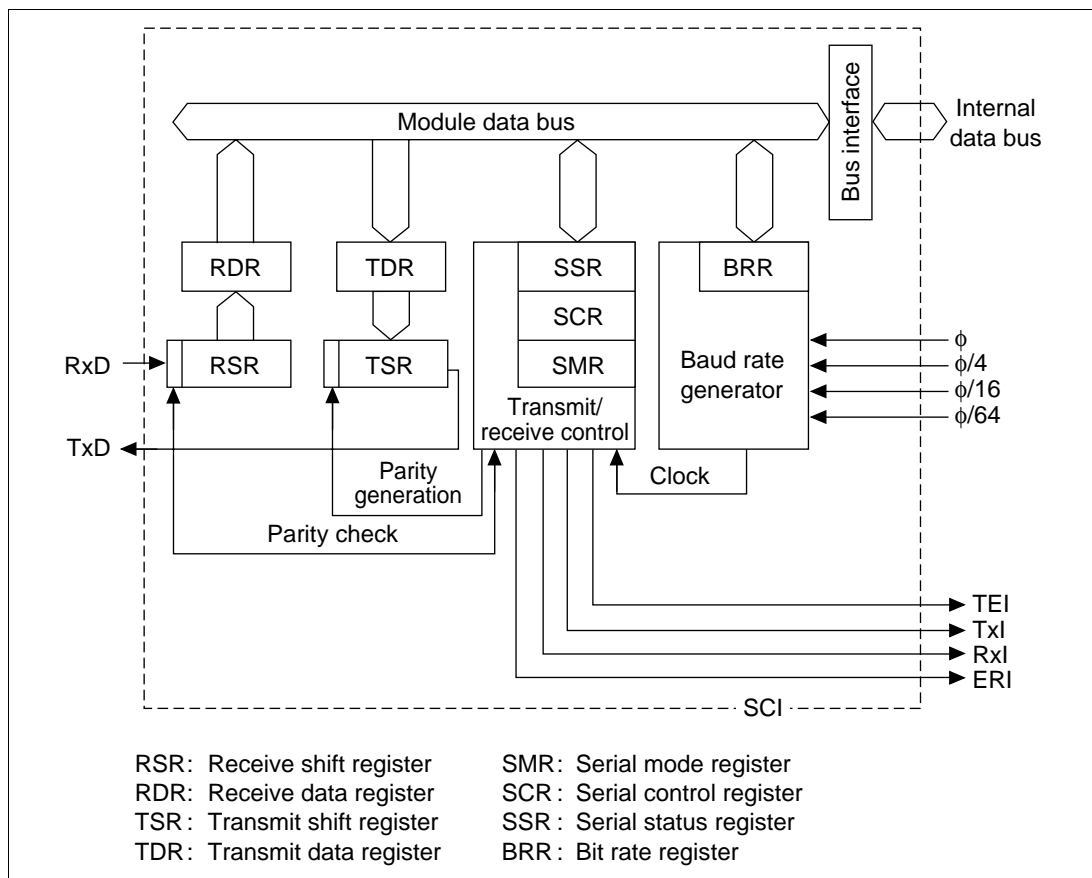 Module data bus
Bus interface
Internal
data bus
RDR
TDR
SSR
BRR
SCR
RxD
RSR
TSR
SMR
Baud rate
generator
ϕ
ϕ/4
ϕ/16
ϕ/64
Transmit/
receive control
TxD
Parity
generation
Clock
Parity check
TEI
TxI
RxI
ERI
SCI
RSR: Receive shift register
RDR: Receive data register
TSR: Transmit shift register
TDR: Transmit data register
SMR: Serial mode register
SCR: Serial control register
SSR: Serial status register
BRR: Bit rate register